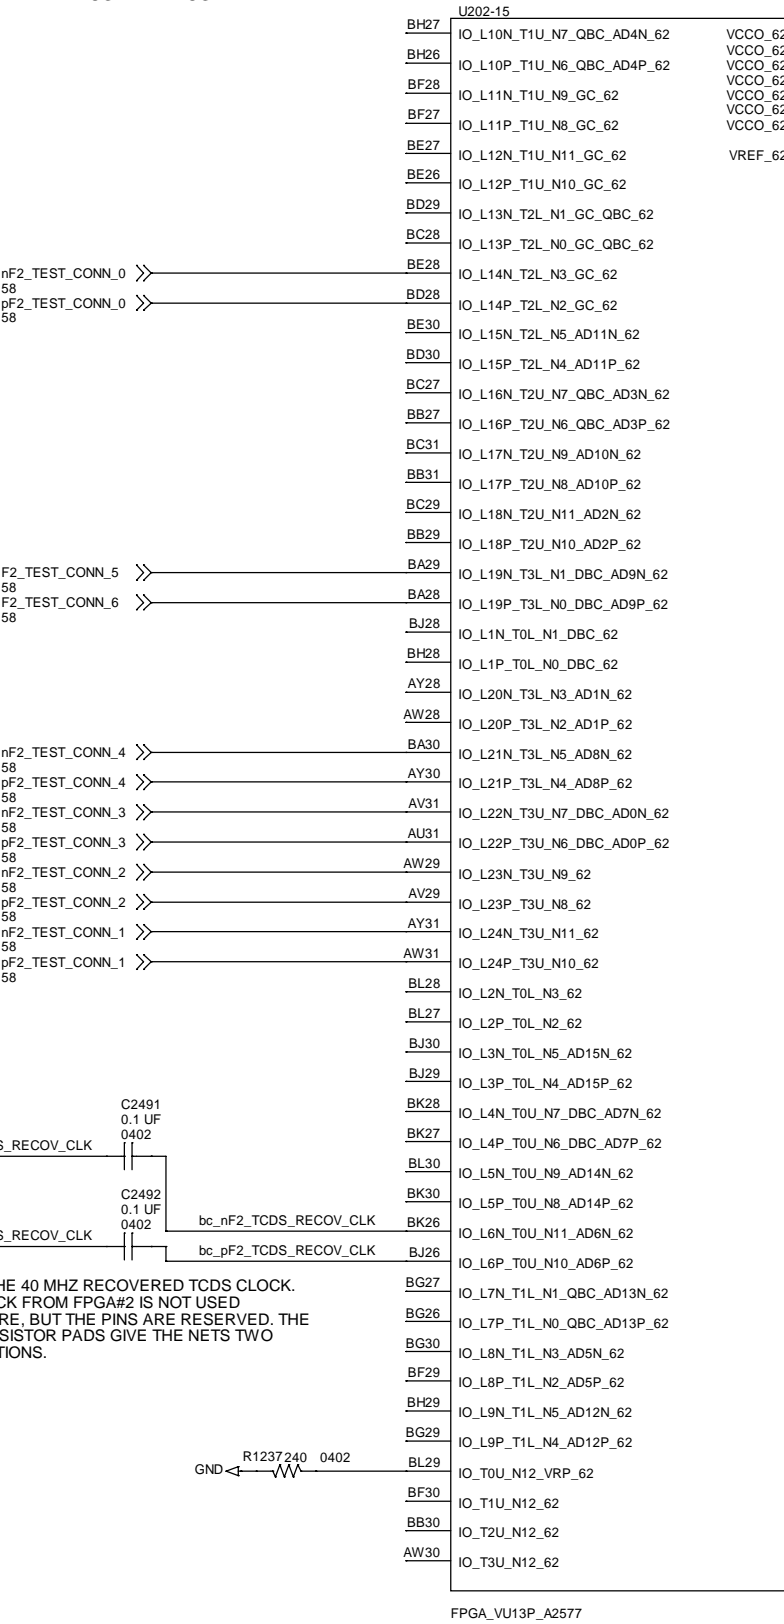 U202-15
BH27 IO_L10N_T1U_N7_QBC_AD4N_62 VCCO_62
VCCO_62
BH26 IO_L10P_T1U_N6_QBC_AD4P_62 VCCO_62
VCCO_62
BF28 IO_L11N_T1U_N9_GC_62 VCCO_62
VCCO_62
BF27 IO_L11P_T1U_N8_GC_62 VCCO_62
BE27 IO_L12N_T1U_N11_GC_62 VREF_62
BE26 IO_L12P_T1U_N10_GC_62
BD29 IO_L13N_T2L_N1_GC_QBC_62
BC28 IO_L13P_T2L_N0_GC_QBC_62
nF2_TEST_CONN_0 BE28 IO_L14N_T2L_N3_GC_62
58
pF2_TEST_CONN_0 BD28 IO_L14P_T2L_N2_GC_62
58
BE30 IO_L15N_T2L_N5_AD11N_62
BD30 IO_L15P_T2L_N4_AD11P_62
BC27 IO_L16N_T2U_N7_QBC_AD3N_62
BB27 IO_L16P_T2U_N6_QBC_AD3P_62
BC31 IO_L17N_T2U_N9_AD10N_62
BB31 IO_L17P_T2U_N8_AD10P_62
BC29 IO_L18N_T2U_N11_AD2N_62
BB29 IO_L18P_T2U_N10_AD2P_62
F2_TEST_CONN_5 BA29 IO_L19N_T3L_N1_DBC_AD9N_62
58
F2_TEST_CONN_6 BA28 IO_L19P_T3L_N0_DBC_AD9P_62
58
BJ28 IO_L1N_T0L_N1_DBC_62
BH28 IO_L1P_T0L_N0_DBC_62
AY28 IO_L20N_T3L_N3_AD1N_62
AW28 IO_L20P_T3L_N2_AD1P_62
nF2_TEST_CONN_4 BA30 IO_L21N_T3L_N5_AD8N_62
58
pF2_TEST_CONN_4 AY30 IO_L21P_T3L_N4_AD8P_62
58
nF2_TEST_CONN_3 AV31 IO_L22N_T3U_N7_DBC_AD0N_62
58
pF2_TEST_CONN_3 AU31 IO_L22P_T3U_N6_DBC_AD0P_62
58
nF2_TEST_CONN_2 AW29 IO_L23N_T3U_N9_62
58
pF2_TEST_CONN_2 AV29 IO_L23P_T3U_N8_62
58
nF2_TEST_CONN_1 AY31 IO_L24N_T3U_N11_62
58
pF2_TEST_CONN_1 AW31 IO_L24P_T3U_N10_62
58
BL28 IO_L2N_T0L_N3_62
BL27 IO_L2P_T0L_N2_62
BJ30 IO_L3N_T0L_N5_AD15N_62
BJ29 IO_L3P_T0L_N4_AD15P_62
C2491
0.1 UF
0402
BK28 IO_L4N_T0U_N7_DBC_AD7N_62
S_RECOV_CLK BK27 IO_L4P_T0U_N6_DBC_AD7P_62
BL30 IO_L5N_T0U_N9_AD14N_62
C2492
0.1 UF
0402
BK30 IO_L5P_T0U_N8_AD14P_62
S_RECOV_CLK bc_nF2_TCDS_RECOV_CLK BK26 IO_L6N_T0U_N11_AD6N_62
bc_pF2_TCDS_RECOV_CLK BJ26 IO_L6P_T0U_N10_AD6P_62
HE 40 MHZ RECOVERED TCDS CLOCK.
CK FROM FPGA#2 IS NOT USED
RE, BUT THE PINS ARE RESERVED. THE
SISTOR PADS GIVE THE NETS TWO
TIONS.
BG27 IO_L7N_T1L_N1_QBC_AD13N_62
BG26 IO_L7P_T1L_N0_QBC_AD13P_62
BG30 IO_L8N_T1L_N3_AD5N_62
BF29 IO_L8P_T1L_N2_AD5P_62
BH29 IO_L9N_T1L_N5_AD12N_62
BG29 IO_L9P_T1L_N4_AD12P_62
GND R1237 240 0402 BL29 IO_T0U_N12_VRP_62
BF30 IO_T1U_N12_62
BB30 IO_T2U_N12_62
AW30 IO_T3U_N12_62
FPGA_VU13P_A2577